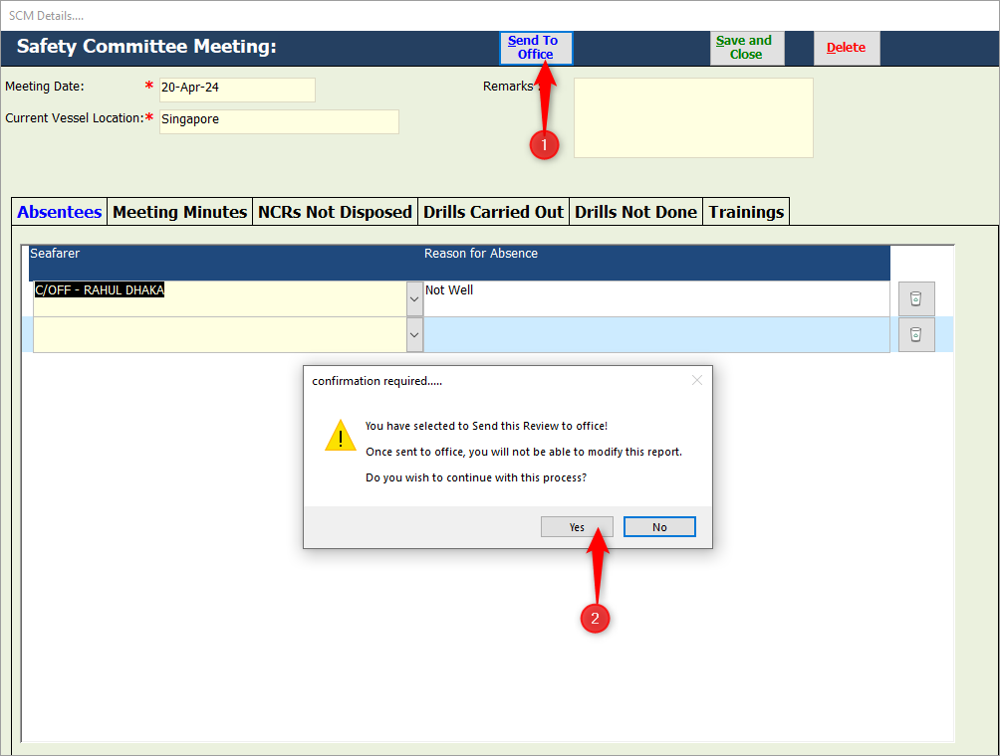 SCM Details....
Safety Committee Meeting:
Send To
Office
Save and
Close
Delete
Meeting Date:
* 20-Apr-24
Remarks :
Current Vessel Location:* Singapore
1
Absentees Meeting Minutes NCRs Not Disposed Drills Carried Out Drills Not Done Trainings
Seafarer Reason for Absence
C/OFF - RAHUL DHAKA Not Well
confirmation required.....
You have selected to Send this Review to office!
Once sent to office, you will not be able to modify this report.
Do you wish to continue with this process?
Yes No
2